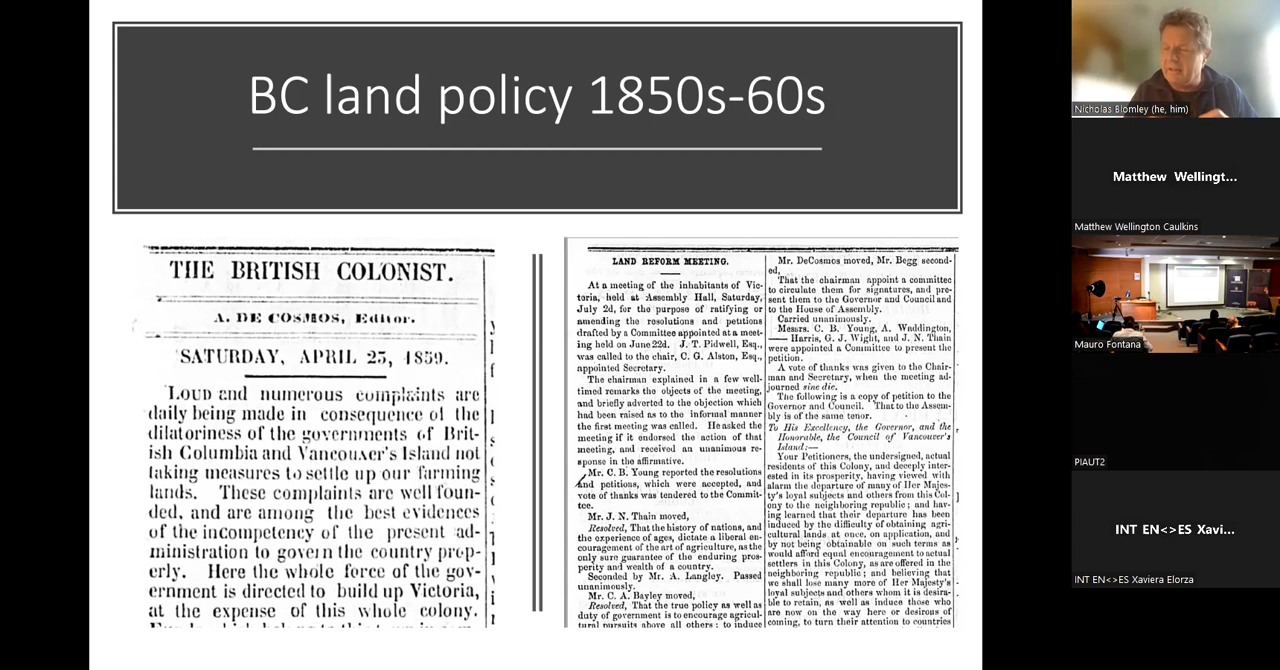 BC land policy 1850s-60s
THE BRITISH COLONIST.
A. DE COSMOS, Editor.
SATURDAY, APRIL 25, 1859.
LOUD and numerous complaints are
daily being made in consequence of the
dilatoriness of the governments of Brit-
ish Columbia and Vancouver's Island not
taking measures to settle up our farming
lands. These complaints are well foun-
ded, and are among the best evidences
of the incompetency of the present ad-
ministration to govern the country prop-
erly. Here the whole force of the gov-
ernment is directed to build up Victoria,
at the expense of this whole colony.
LAND REFORM MEETING.
At a meeting of the inhabitants of Vic-
toria, held at Assembly Hall, Saturday,
July 2d, for the purpose of ratifying or
amending the resolutions and petitions
drafted by a Committee appointed at a meet-
ing held on June 22d. J. T. Pidwell, Esq.,
was called to the chair, C. G. Alston, Esq.,
appointed Secretary.
The chairman explained in a few well-
timed remarks the objects of the meeting,
and briefly adverted to the objection which
had been raised as to the informal manner
the first meeting was called. He asked the
meeting if it endorsed the action of that
meeting, and received an unanimous re-
sponse in the affirmative.
Mr. C. B. Young reported the resolutions
and petitions, which were accepted, and
vote of thanks was tendered to the Commit-
tee.
Mr. J. N. Thain moved,
Resolved, That the history of nations, and
the experience of ages, dictate a liberal en-
couragement of the art of agriculture, as the
only sure guarantee of the enduring pros-
perity and wealth of a country.
Seconded by Mr. A. Langley. Passed
unanimously.
Mr. C. A. Bayley moved,
Resolved, That the true policy as well as
duty of government is to encourage agricul-
tural pursuits above all others; to induce
Mr. DeCosmos moved, Mr. Begg second-
ed,
That the chairman appoint a committee
to circulate them for signatures, and pre-
sent them to the Governor and Council and
to the House of Assembly.
Carried unanimously.
Messrs. C. B. Young, A. Waddington,
—— Harris, G. J. Wight, and J. N. Thain
were appointed a Committee to present the
petition.
A vote of thanks was given to the Chair-
man and Secretary, when the meeting ad-
journed sine die.
The following is a copy of petition to the
Governor and Council. That to the Assem-
bly is of the same tenor.
To His Excellency, the Governor, and the
Honorable, the Council of Vancouver's
Island:—
Your Petitioners, the undersigned, actual
residents of this Colony, and deeply inter-
ested in its prosperity, having viewed with
alarm the departure of many of Her Majes-
ty's loyal subjects and others from this Col-
ony to the neighboring republic; and hav-
ing learned that their departure has been
induced by the difficulty of obtaining agri-
cultural lands at once, on application, and
by not being obtainable on such terms as
would afford equal encouragement to actual
settlers in this Colony, as are offered in the
neighboring republic; and believing that
we shall lose many more of Her Majesty's
loyal subjects and others whom it is desira-
ble to retain, as well as induce those who
are now on the way here or desirous of
coming, to turn their attention to countries
Nicholas Blomley (he, him)
Matthew Wellingt...
Matthew Wellington Caulkins
Mauro Fontana
PIAUT2
INT EN<>ES Xavi...
INT EN<>ES Xaviera Elorza